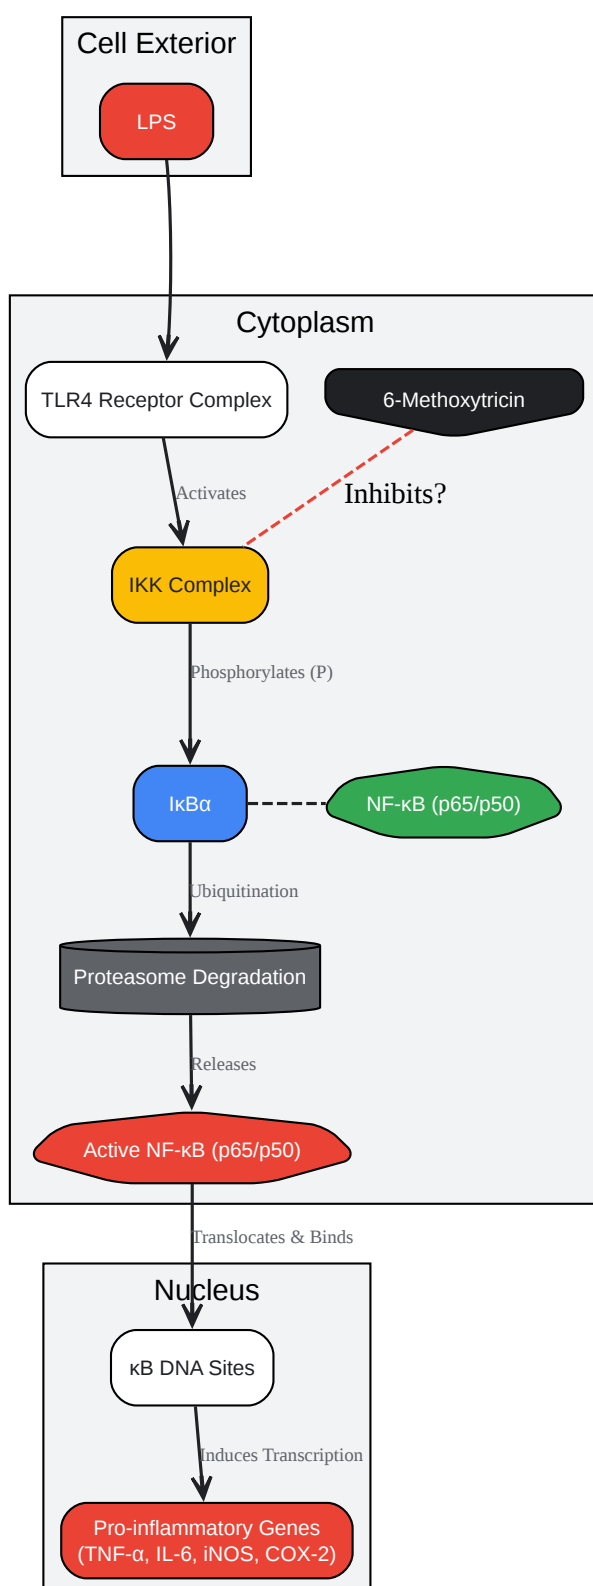 Cell Exterior
LPS
Cytoplasm
TLR4 Receptor Complex
6-Methoxytricin
Activates
Inhibits?
IKK Complex
Phosphorylates (P)
IκBα
NF-κB (p65/p50)
Ubiquitination
Proteasome Degradation
Releases
Active NF-κB (p65/p50)
Translocates & Binds
Nucleus
κB DNA Sites
Induces Transcription
Pro-inflammatory Genes
(TNF-α, IL-6, iNOS, COX-2)